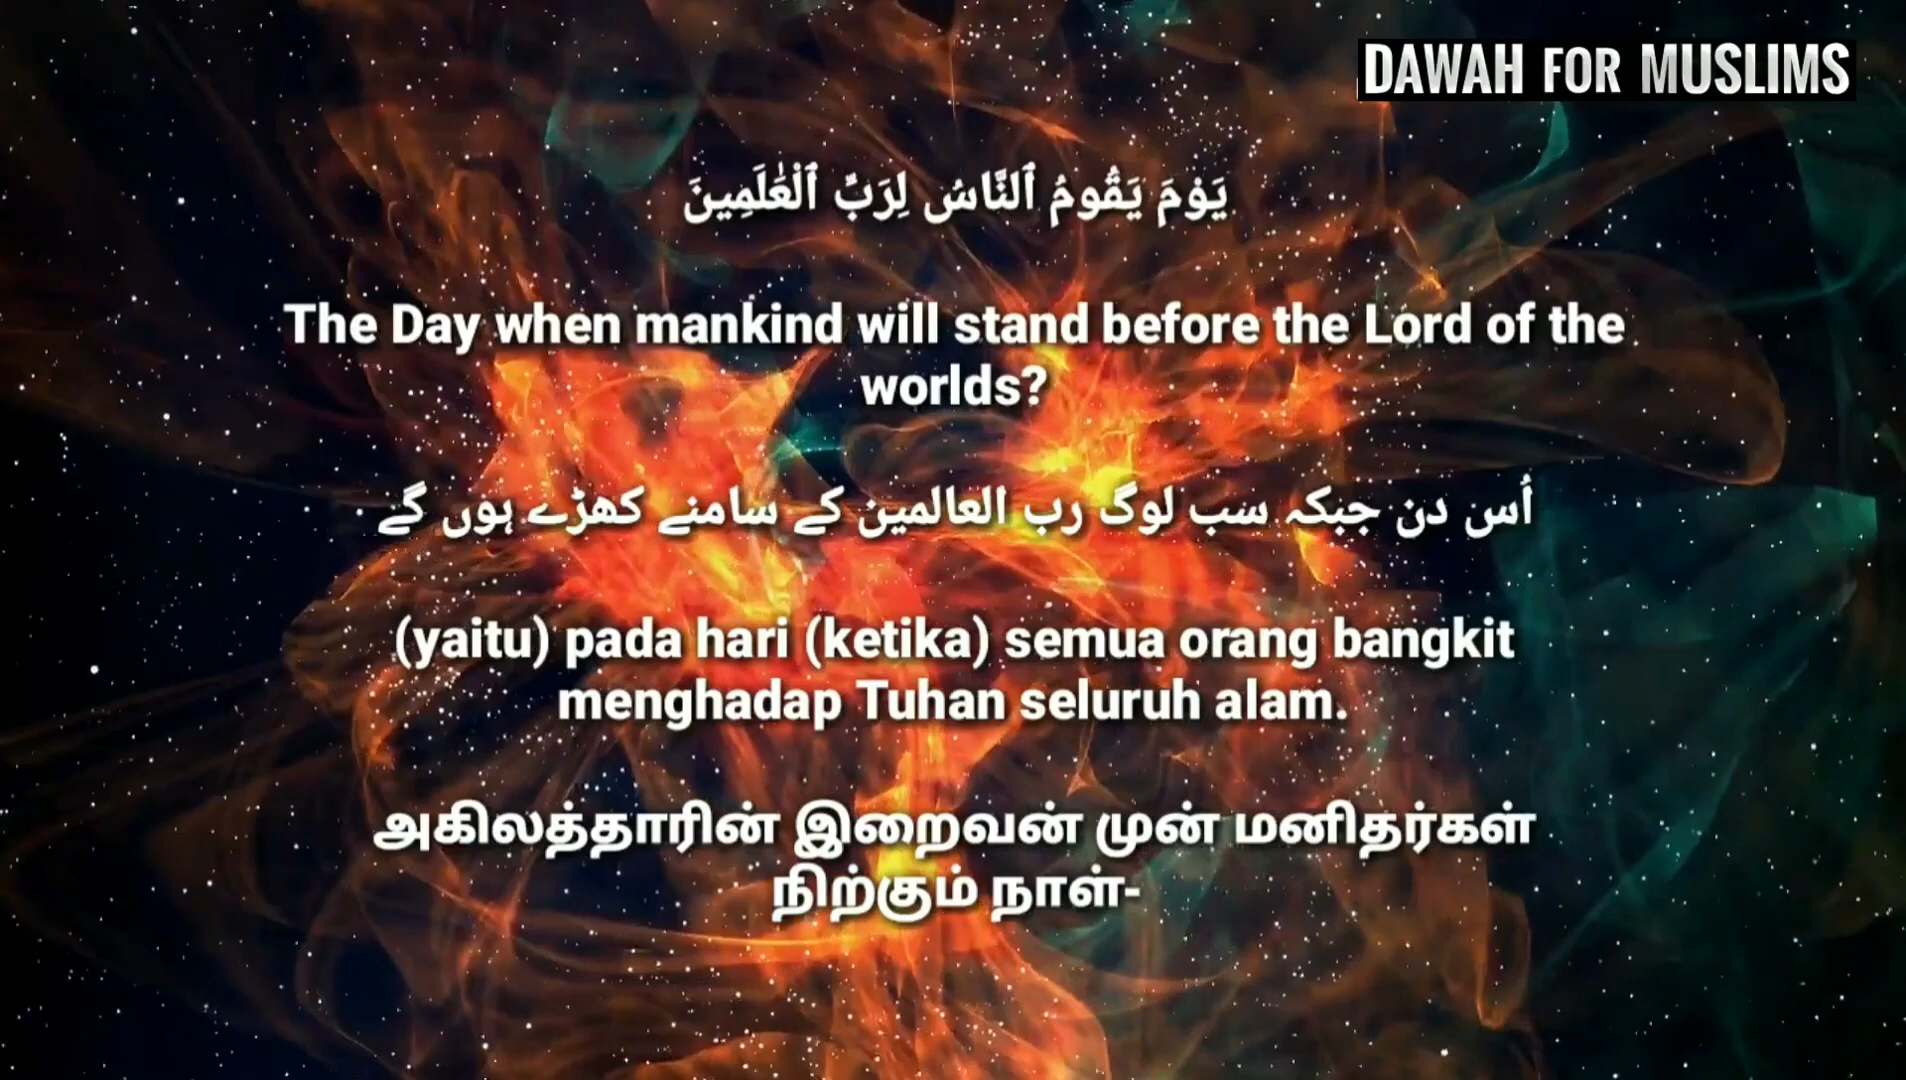 DAWAH FOR MUSLIMS
يَوْمَ يَقُومُ ٱلنَّاسُ لِرَبِّ ٱلْعَٰلَمِينَ
The Day when mankind will stand before the Lord of the
worlds?
اُس دن جبکہ سب لوگ رب العالمین کے سامنے کھڑے ہوں گے
(yaitu) pada hari (ketika) semua orang bangkit
menghadap Tuhan seluruh alam.
அகிலத்தாரின் இறைவன் முன் மனிதர்கள்
நிற்கும் நாள்-